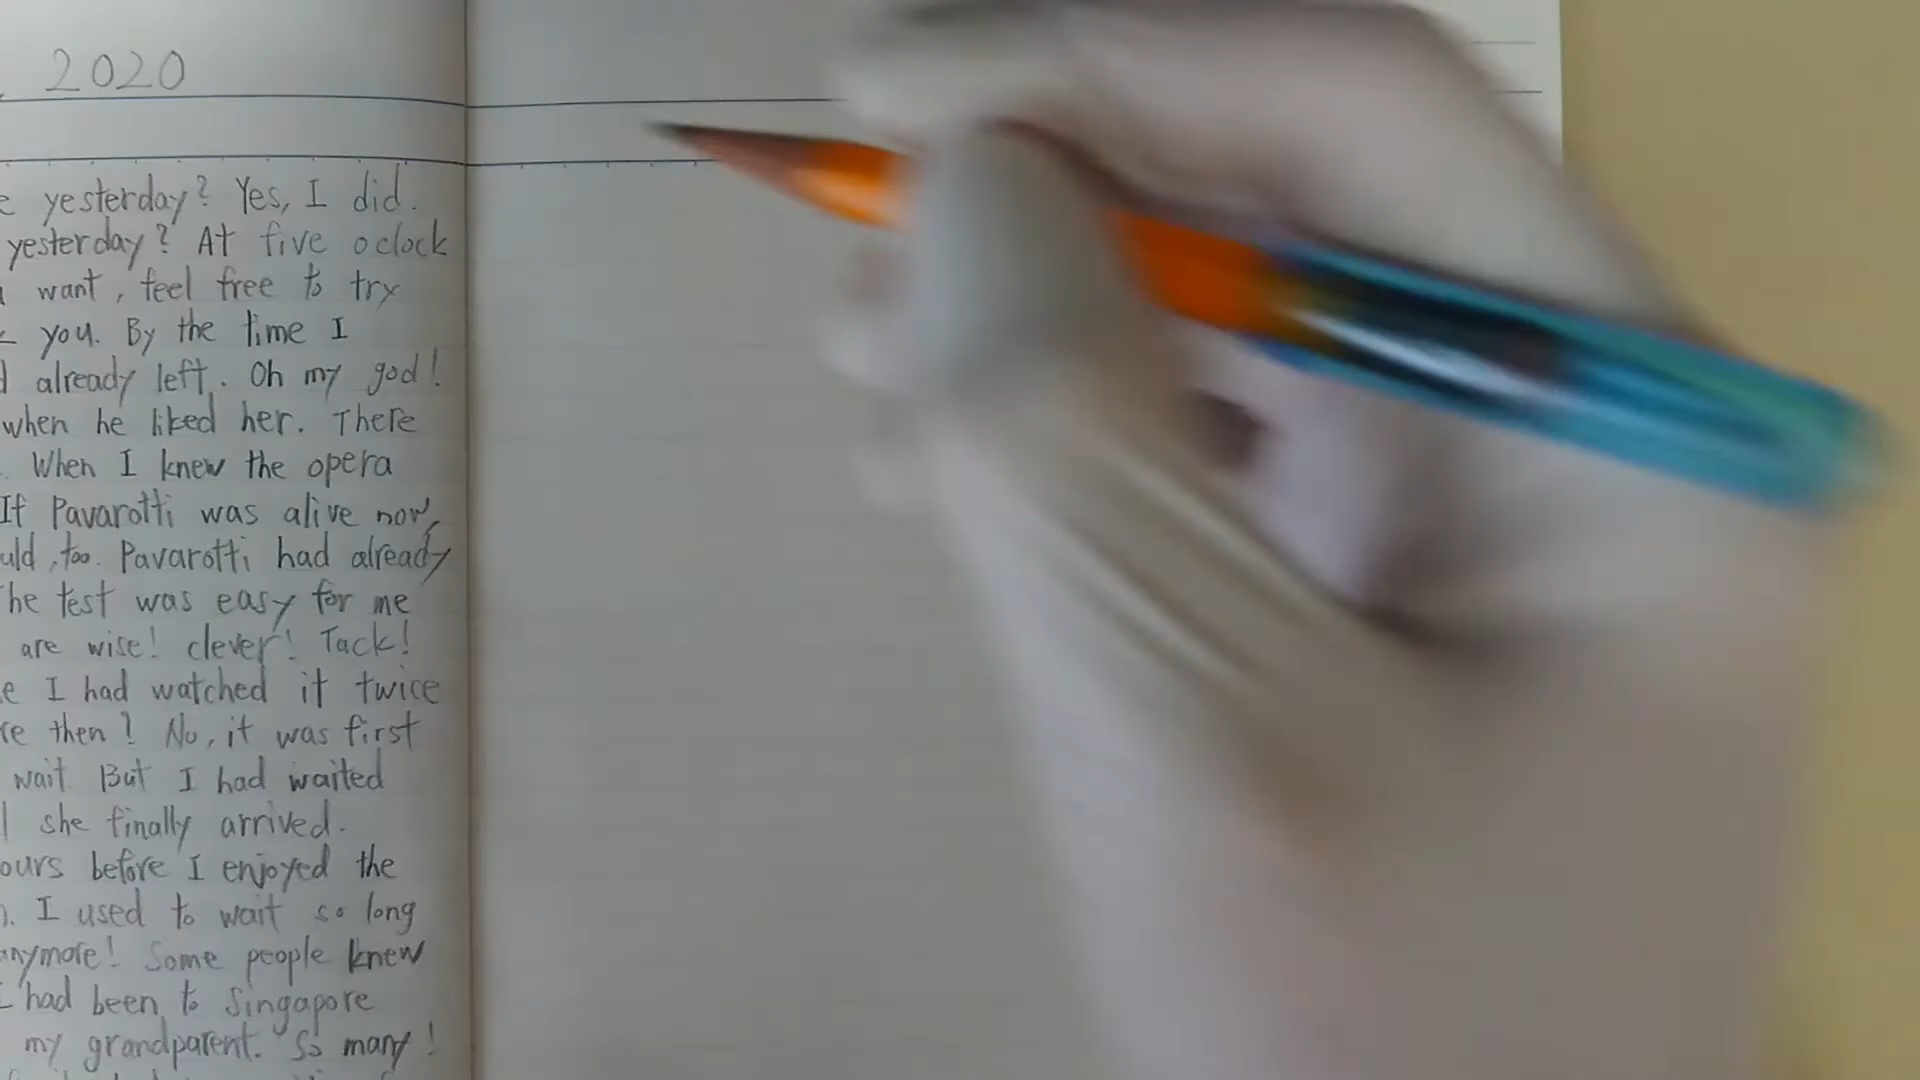 2020
yesterday? Yes, I did.
yesterday? At five oclock
want, feel free to try
you. By the time I
already left. Oh my god!
when he liked her. There
When I knew the opera
If Pavarotti was alive now,
uld, too. Pavarotti had already
he test was easy for me
are wise! clever! Tack!
e I had watched it twice
re then? No, it was first
wait. But I had waited
she finally arrived.
ours before I enjoyed the
). I used to wait so long
anymore! Some people knew
I had been to Singapore
my grandparent. So many!